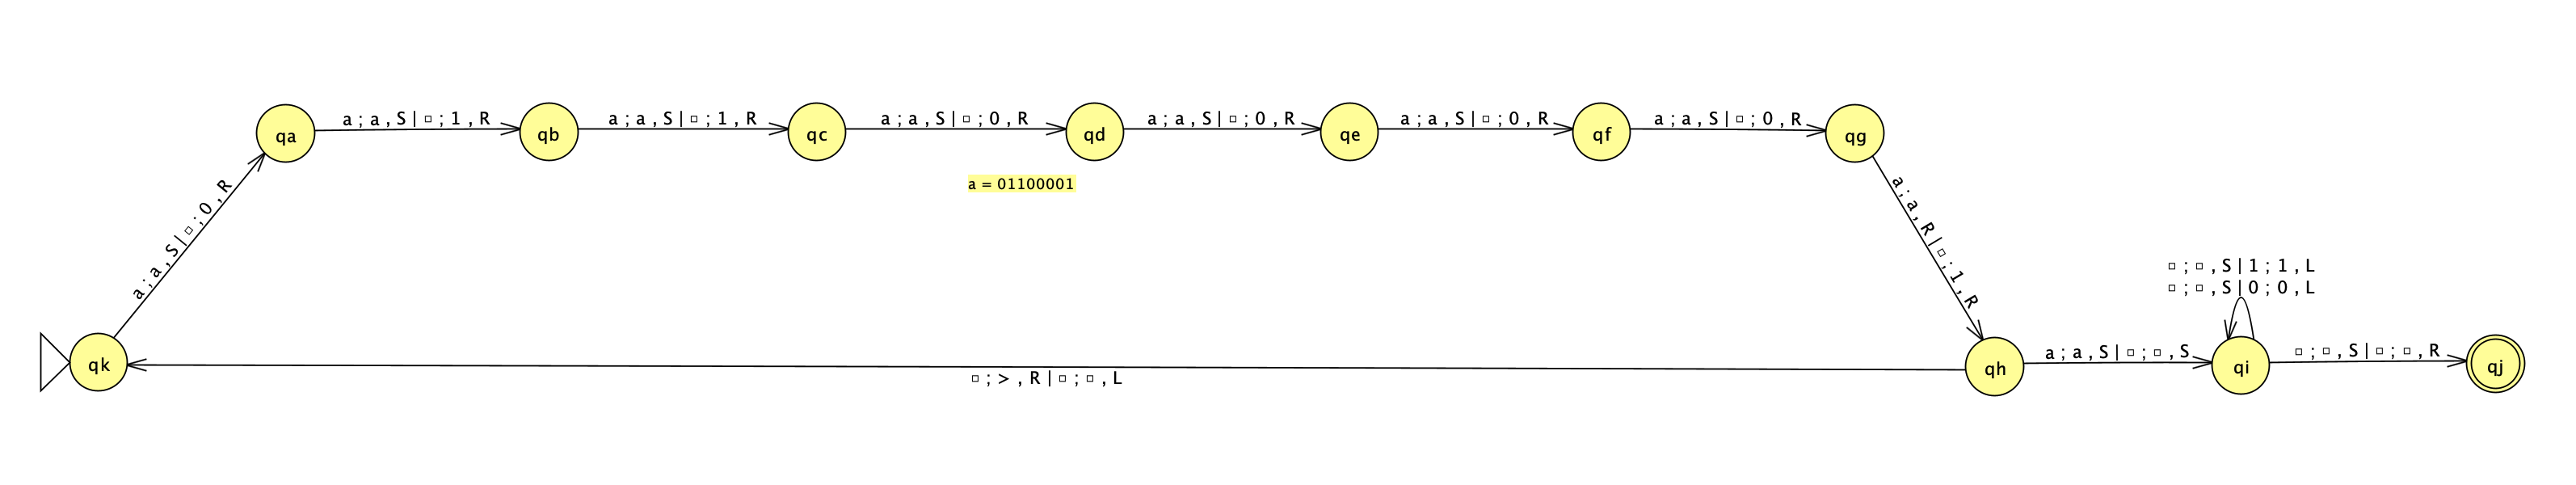 a;a,S|□;1,R
a;a,S|□;1,R
a;a,S|□;0,R
a;a,S|□;0,R
a;a,S|□;0,R
a;a,S|□;0,R
qa
qb
qc
qd
qe
qf
qg
a = 01100001
a;a,S|□;0,R
a;a,R|□;1,R
□;□,S|1;1,L
□;□,S|0;0,L
qk
□;>,R|□;□,L
qh
a;a,S|□;□,S
qi
□;□,S|□;□,R
qj